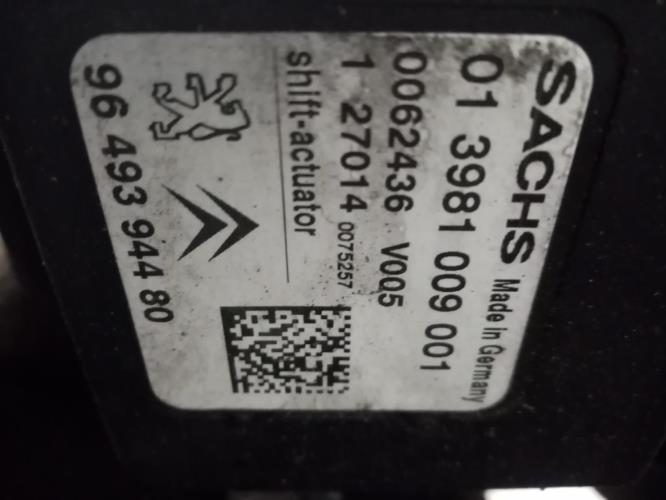 SACHS Made in Germany
01 3981 009 001
0062436 V005
1 27014 0075257
shift-actuator
96 493 944 80